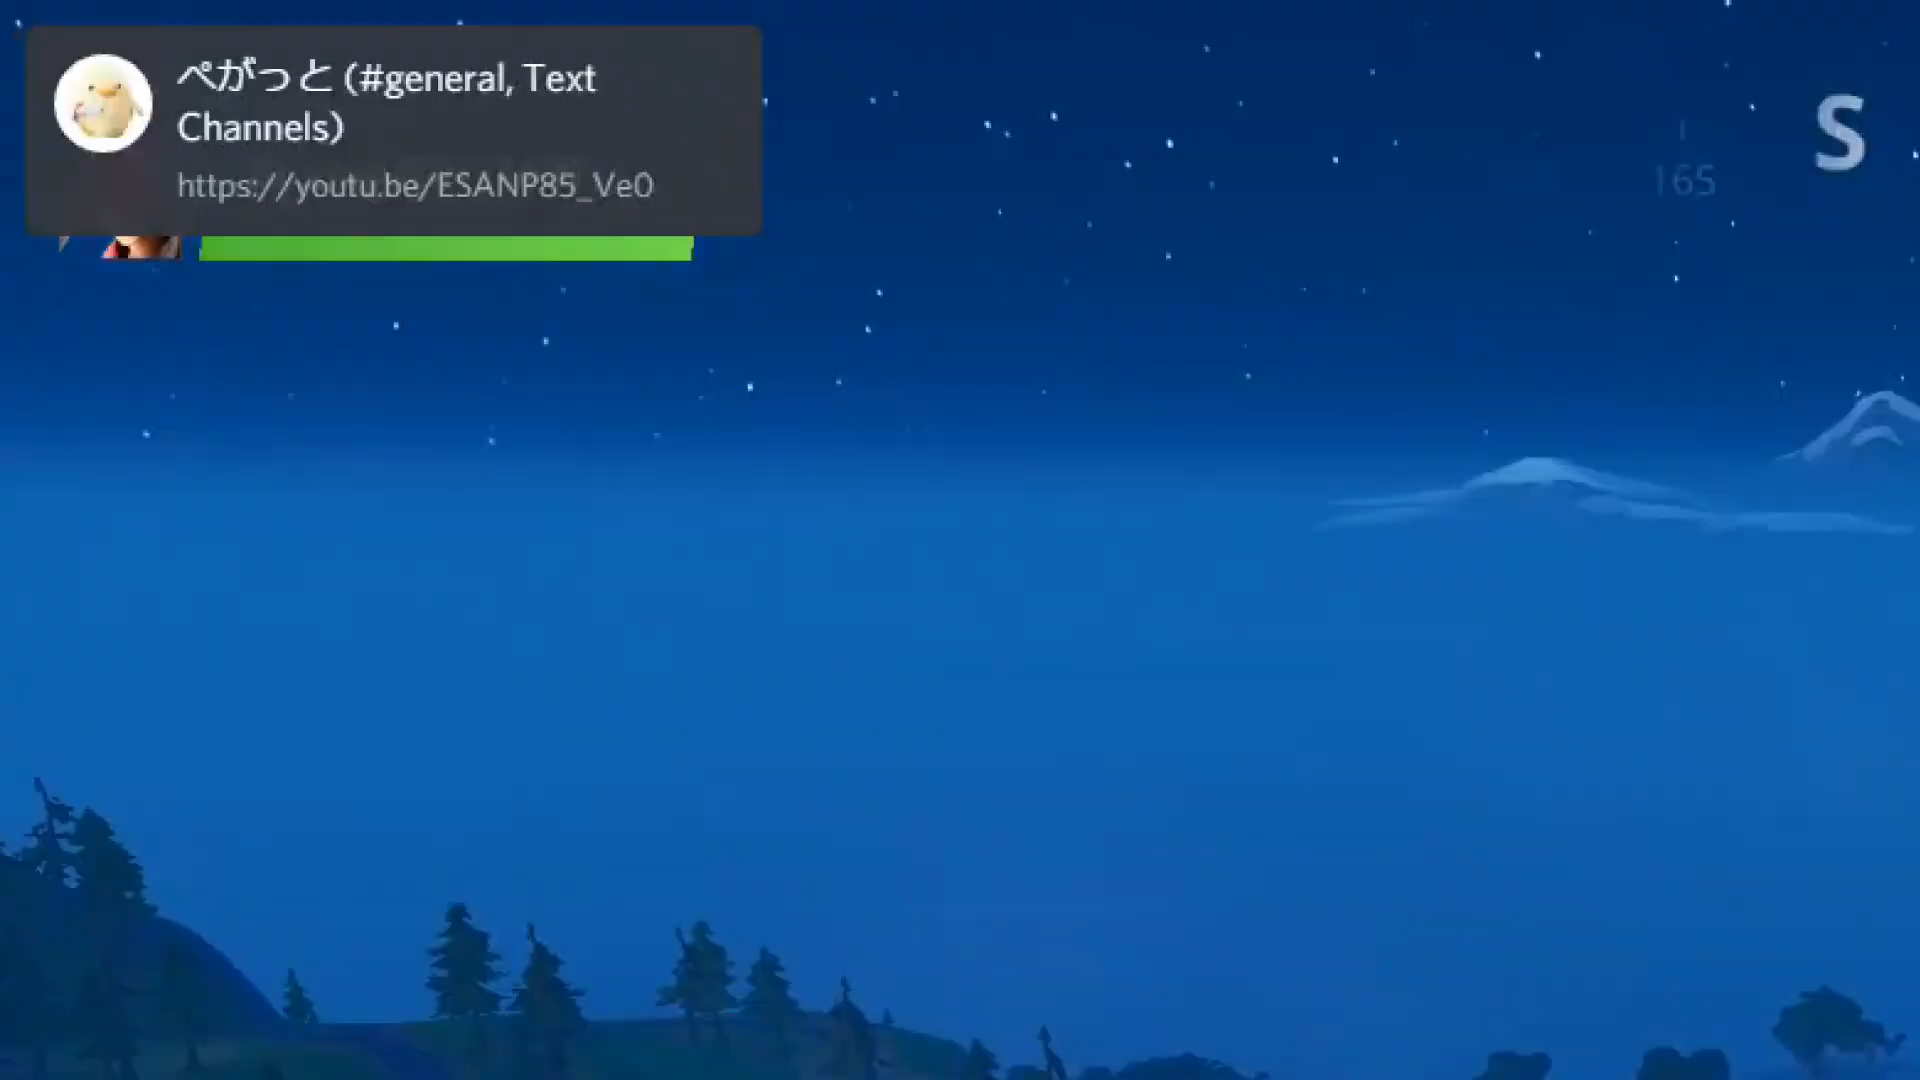 ぺがっと (#general, Text
Channels)
https://youtu.be/ESANP85_Ve0
S
165